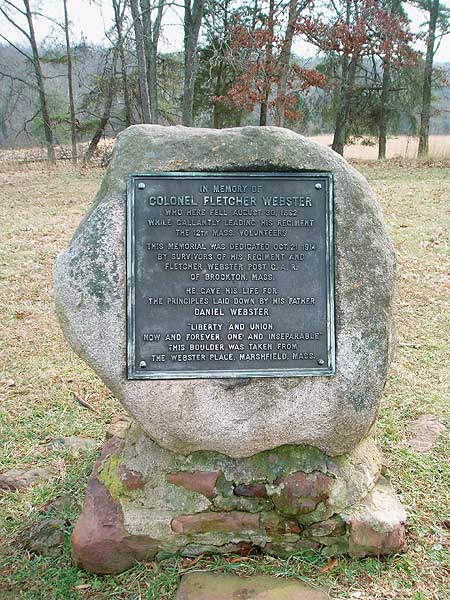 IN MEMORY OF
COLONEL FLETCHER WEBSTER
WHO HERE FELL AUGUST 30, 1862
WHILE GALLANTLY LEADING HIS REGIMENT
THE 12TH MASS. VOLUNTEERS
THIS MEMORIAL WAS DEDICATED OCT. 21, 1914
BY SURVIVORS OF HIS REGIMENT AND
FLETCHER WEBSTER POST G. A. R.
OF BROCKTON, MASS.
HE GAVE HIS LIFE FOR
THE PRINCIPLES LAID DOWN BY HIS FATHER
DANIEL WEBSTER
"LIBERTY AND UNION,
NOW AND FOREVER, ONE AND INSEPARABLE"
THIS BOULDER WAS TAKEN FROM
THE WEBSTER PLACE, MARSHFIELD, MASS.